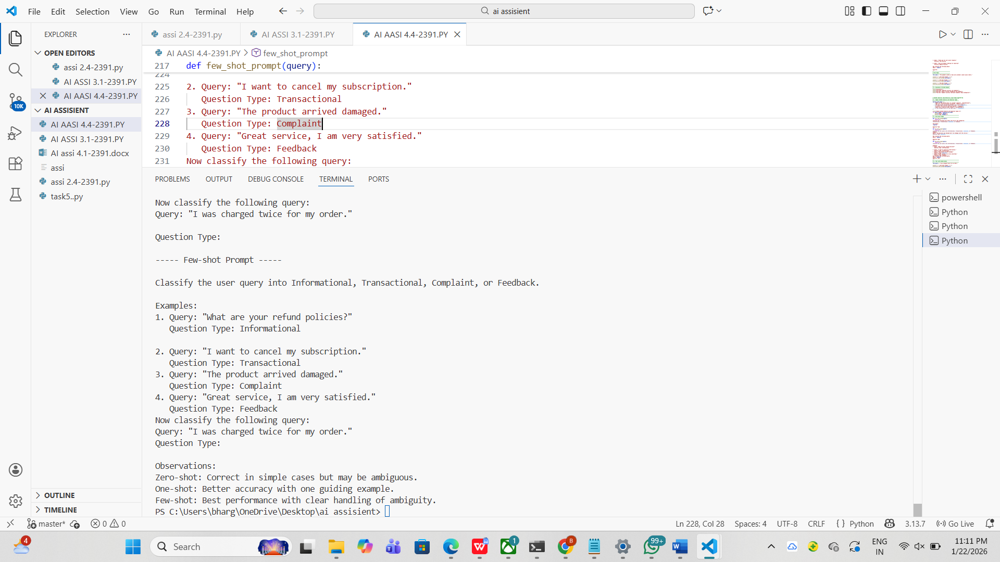 File Edit Selection View Go Run Terminal Help
ai assisient
EXPLORER
OPEN EDITORS
assi 2.4-2391.py
AI ASSI 3.1-2391.PY
AI AASI 4.4-2391.PY
AI ASSISIENT
AI AASI 4.4-2391.PY
AI ASSI 3.1-2391.PY
AI assi 4.1-2391.docx
assi
assi 2.4-2391.py
task5..py
OUTLINE
TIMELINE
10K
assi 2.4-2391.py
AI ASSI 3.1-2391.PY
AI AASI 4.4-2391.PY
AI AASI 4.4-2391.PY > few_shot_prompt
217 def few_shot_prompt(query):
224
225 2. Query: "I want to cancel my subscription."
226 Question Type: Transactional
227 3. Query: "The product arrived damaged."
228 Question Type: Complaint
229 4. Query: "Great service, I am very satisfied."
230 Question Type: Feedback
231 Now classify the following query:
PROBLEMS OUTPUT DEBUG CONSOLE TERMINAL PORTS
Now classify the following query:
Query: "I was charged twice for my order."
Question Type:
----- Few-shot Prompt -----
Classify the user query into Informational, Transactional, Complaint, or Feedback.
Examples:
1. Query: "What are your refund policies?"
Question Type: Informational
2. Query: "I want to cancel my subscription."
Question Type: Transactional
3. Query: "The product arrived damaged."
Question Type: Complaint
4. Query: "Great service, I am very satisfied."
Question Type: Feedback
Now classify the following query:
Query: "I was charged twice for my order."
Question Type:
Observations:
Zero-shot: Correct in simple cases but may be ambiguous.
One-shot: Better accuracy with one guiding example.
Few-shot: Best performance with clear handling of ambiguity.
PS C:\Users\bharg\OneDrive\Desktop\ai assisient>
powershell
Python
Python
Python
master* 0 0
Ln 228, Col 28 Spaces: 4 UTF-8 CRLF { } Python 3.13.7 Go Live
4
Search
1
B
99+
ENG
IN
11:11 PM
1/22/2026